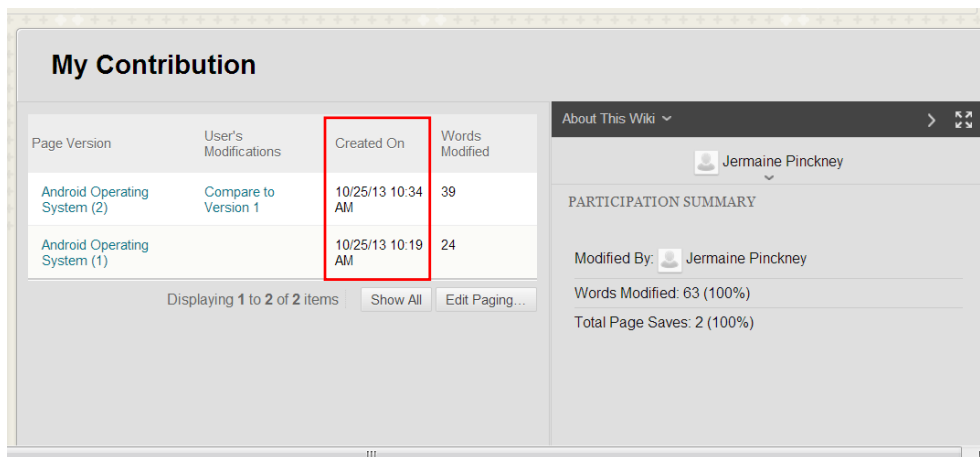 My Contribution
Page Version
User's
Modifications
Created On
Words
Modified
Android Operating
System (2)
Compare to
Version 1
10/25/13 10:34
AM
39
Android Operating
System (1)
10/25/13 10:19
AM
24
Displaying 1 to 2 of 2 items
Show All
Edit Paging...
About This Wiki
Jermaine Pinckney
PARTICIPATION SUMMARY
Modified By: Jermaine Pinckney
Words Modified: 63 (100%)
Total Page Saves: 2 (100%)